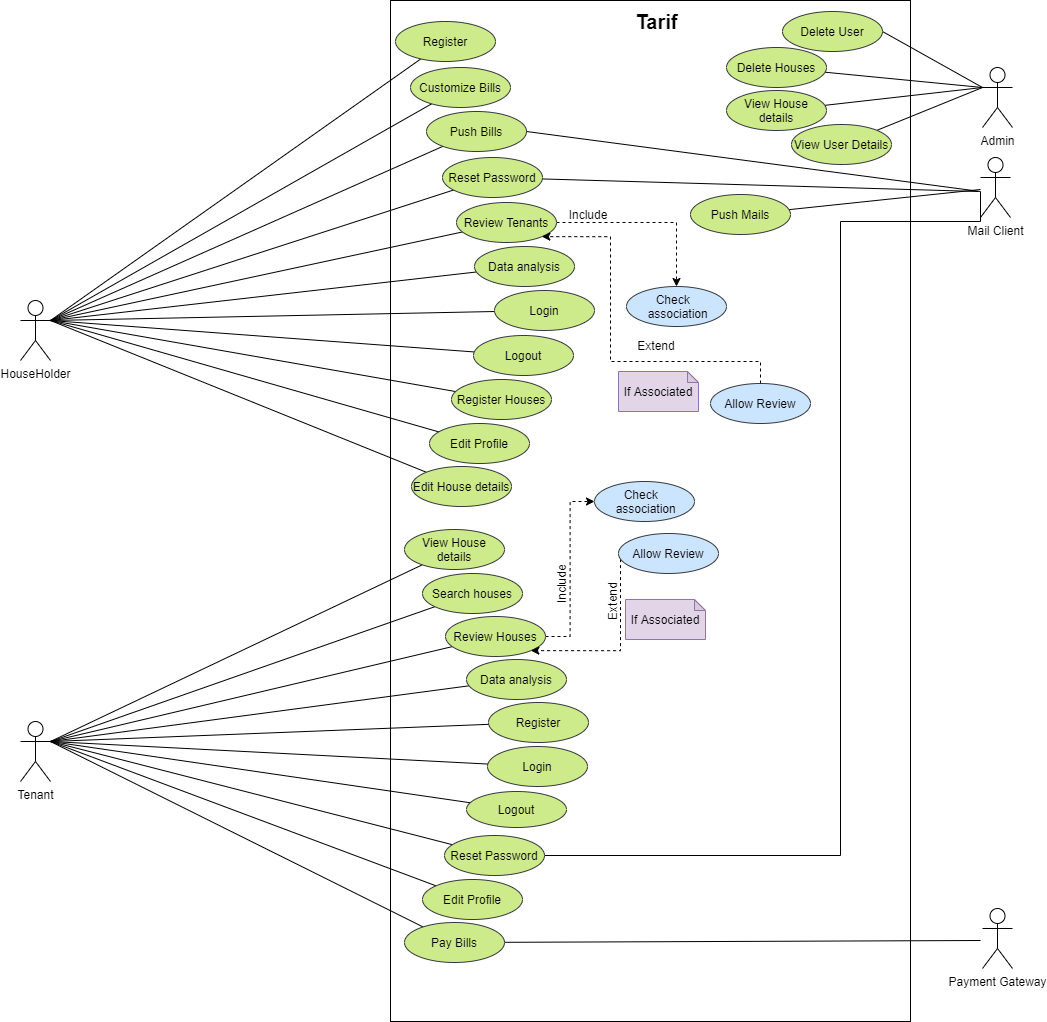 Tarif
Register
Customize Bills
Push Bills
Reset Password
Review Tenants
Data analysis
Login
Logout
Register Houses
Edit Profile
Edit House details
HouseHolder
Delete User
Delete Houses
View House
details
View User Details
Admin
Push Mails
Mail Client
Include
Check
association
Extend
If Associated
Allow Review
View House
details
Search houses
Review Houses
Data analysis
Register
Login
Logout
Reset Password
Edit Profile
Pay Bills
Tenant
Include
Check
association
Allow Review
Extend
If Associated
Payment Gateway